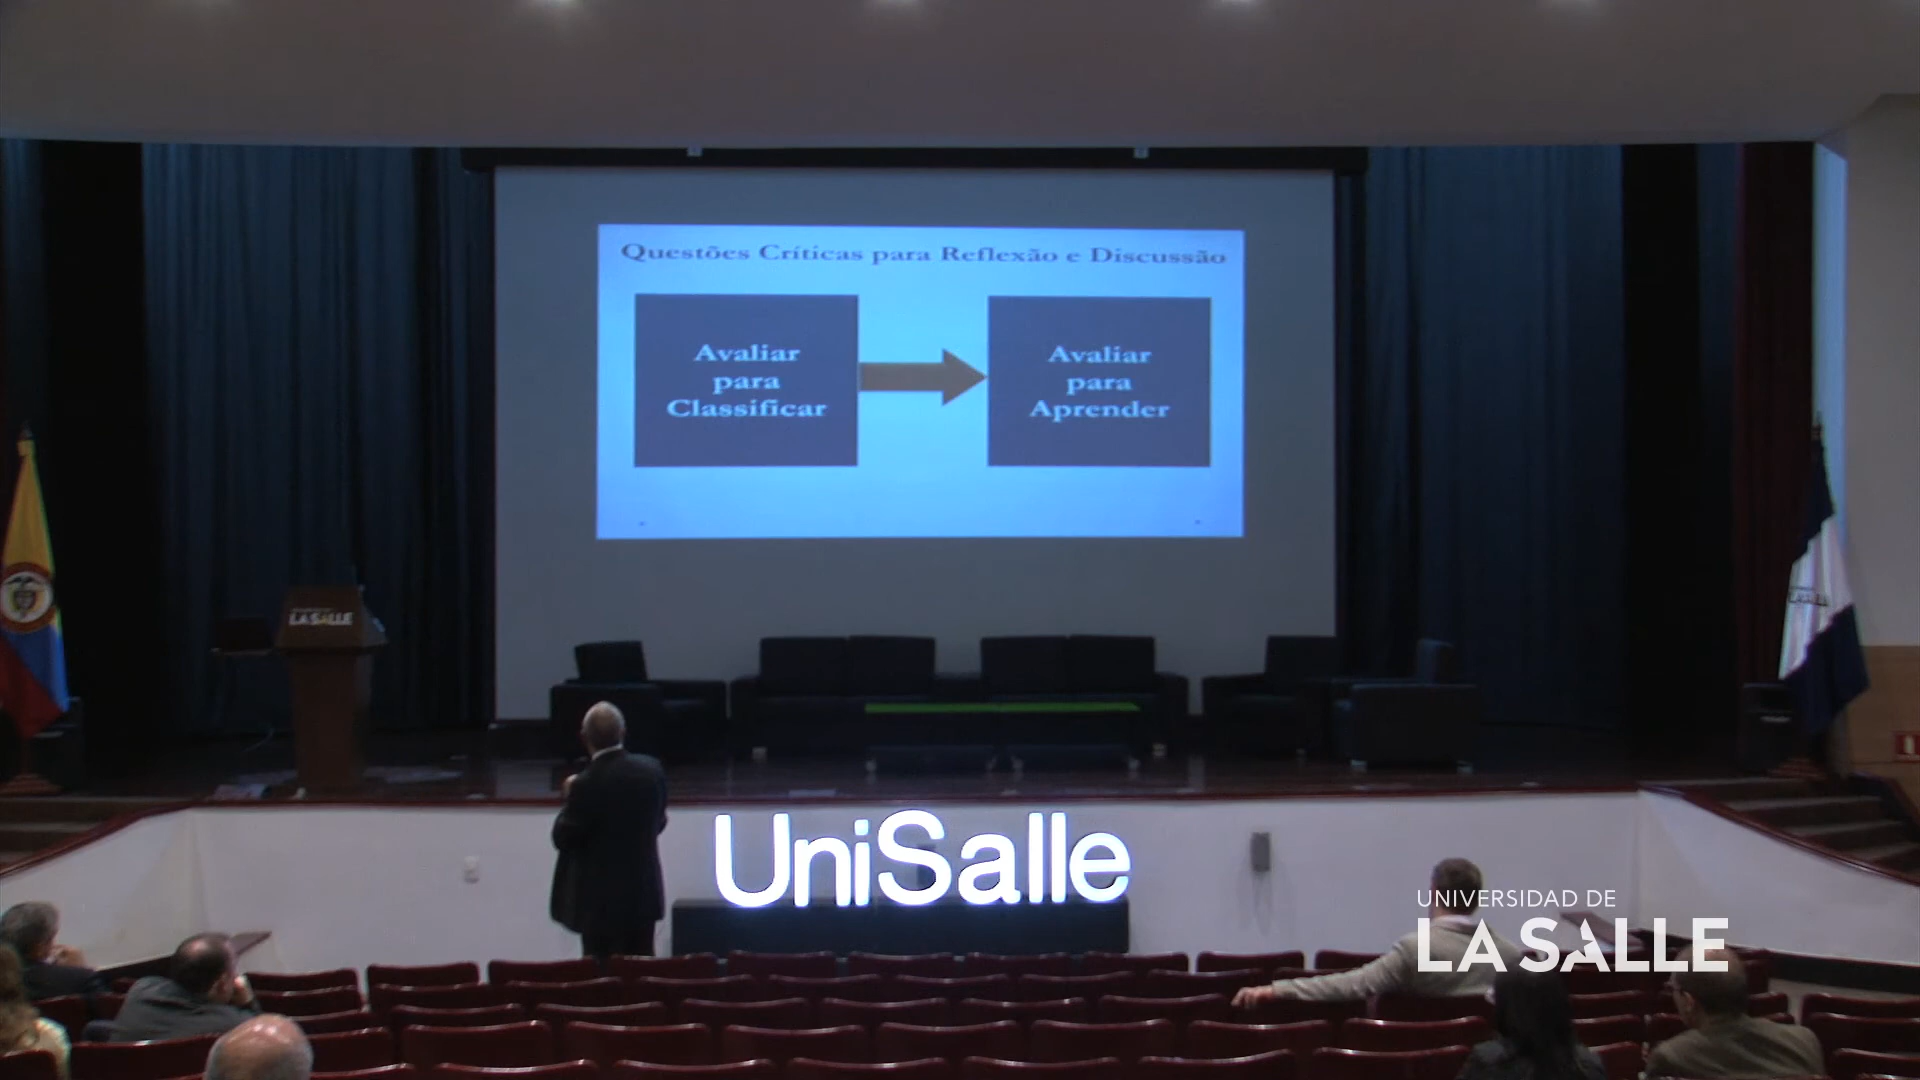 Questões Críticas para Reflexão e Discussão
Avaliar
para
Classificar
Avaliar
para
Aprender
LA SALLE
UniSalle
UNIVERSIDAD DE
LA SALLE